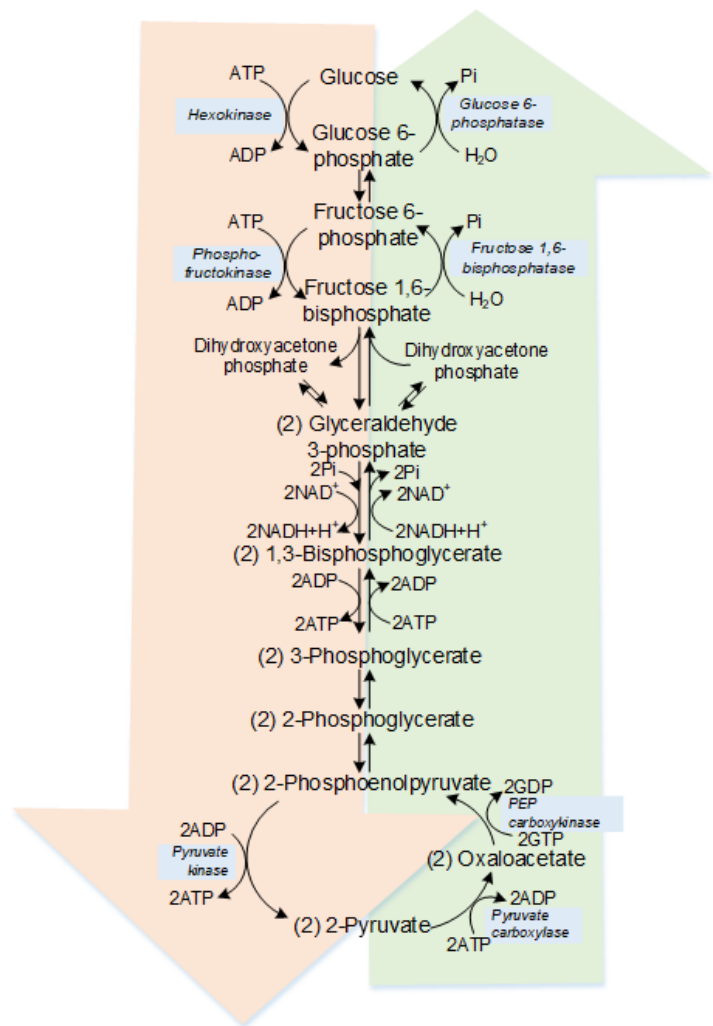 ATP
Glucose
Pi
Hexokinase
Glucose 6-
phosphatase
ADP
Glucose 6-
phosphate
H₂O
ATP
Fructose 6-
phosphate
Pi
Phospho-
fructokinase
Fructose 1,6-
bisphosphatase
ADP
Fructose 1,6-
bisphosphate
H₂O
Dihydroxyacetone
phosphate
Dihydroxyacetone
phosphate
(2) Glyceraldehyde
3-phosphate
2Pi
2Pi
2NAD⁺
2NAD⁺
2NADH+H⁺
2NADH+H⁺
(2) 1,3-Bisphosphoglycerate
2ADP
2ADP
2ATP
2ATP
(2) 3-Phosphoglycerate
(2) 2-Phosphoglycerate
(2) 2-Phosphoenolpyruvate
2GDP
PEP
carboxykinase
2GTP
2ADP
Pyruvate
kinase
2ATP
(2) Oxaloacetate
(2) 2-Pyruvate
2ADP
Pyruvate
carboxylase
2ATP